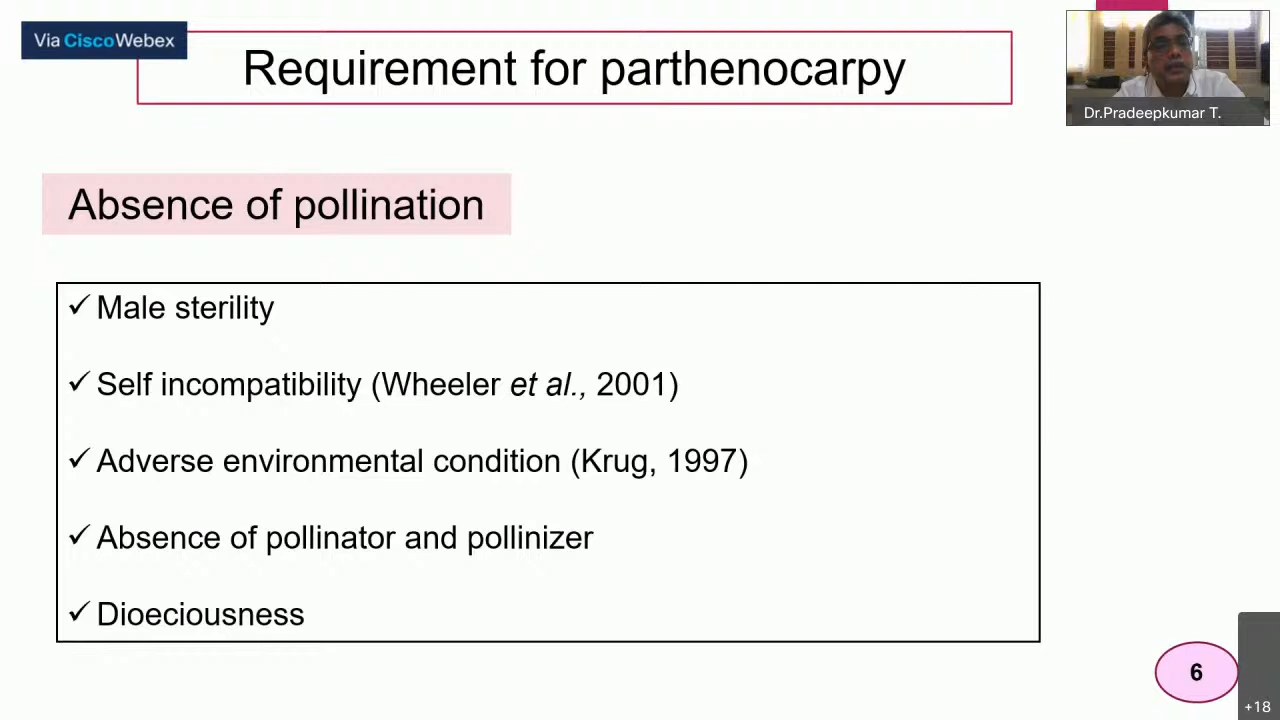 Via CiscoWebex
Requirement for parthenocarpy
Dr.Pradeepkumar T.
Absence of pollination
✓ Male sterility
✓ Self incompatibility (Wheeler et al., 2001)
✓ Adverse environmental condition (Krug, 1997)
✓ Absence of pollinator and pollinizer
✓ Dioeciousness
6
+18